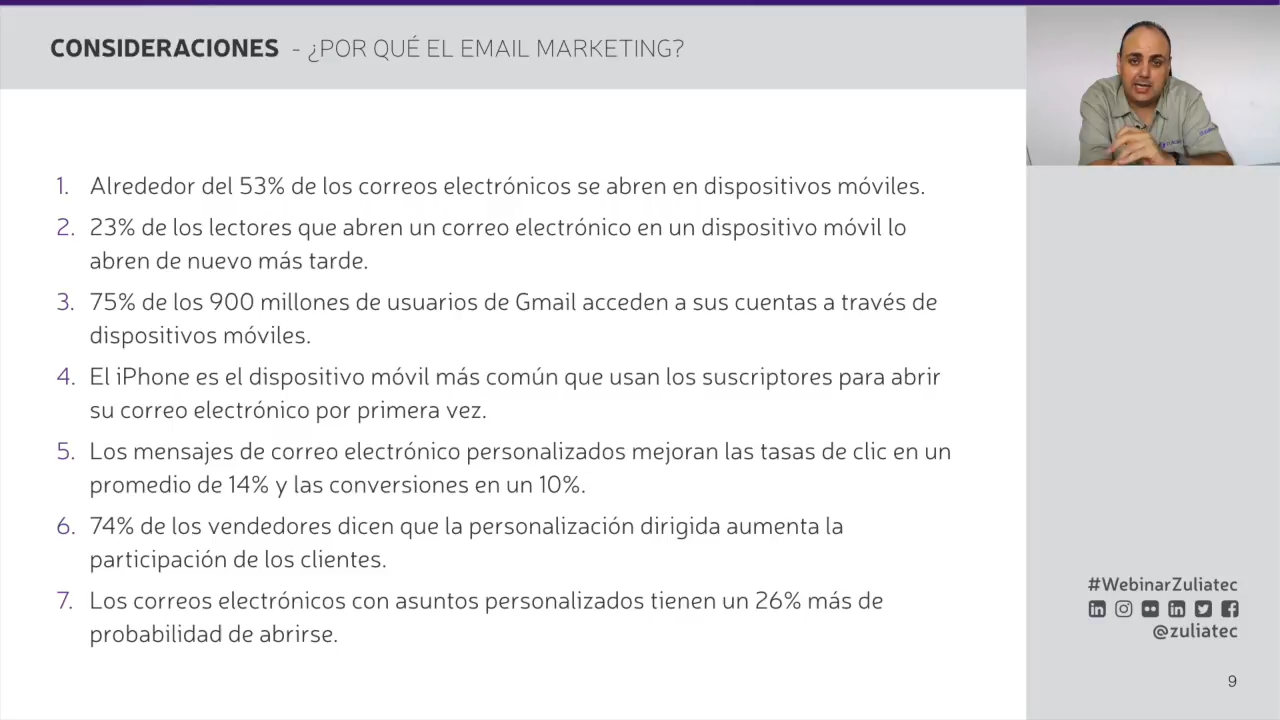 CONSIDERACIONES - ¿POR QUÉ EL EMAIL MARKETING?
1. Alrededor del 53% de los correos electrónicos se abren en dispositivos móviles.
2. 23% de los lectores que abren un correo electrónico en un dispositivo móvil lo
abren de nuevo más tarde.
3. 75% de los 900 millones de usuarios de Gmail acceden a sus cuentas a través de
dispositivos móviles.
4. El iPhone es el dispositivo móvil más común que usan los suscriptores para abrir
su correo electrónico por primera vez.
5. Los mensajes de correo electrónico personalizados mejoran las tasas de clic en un
promedio de 14% y las conversiones en un 10%.
6. 74% de los vendedores dicen que la personalización dirigida aumenta la
participación de los clientes.
7. Los correos electrónicos con asuntos personalizados tienen un 26% más de
probabilidad de abrirse.
#WebinarZuliatec
@zuliatec
9